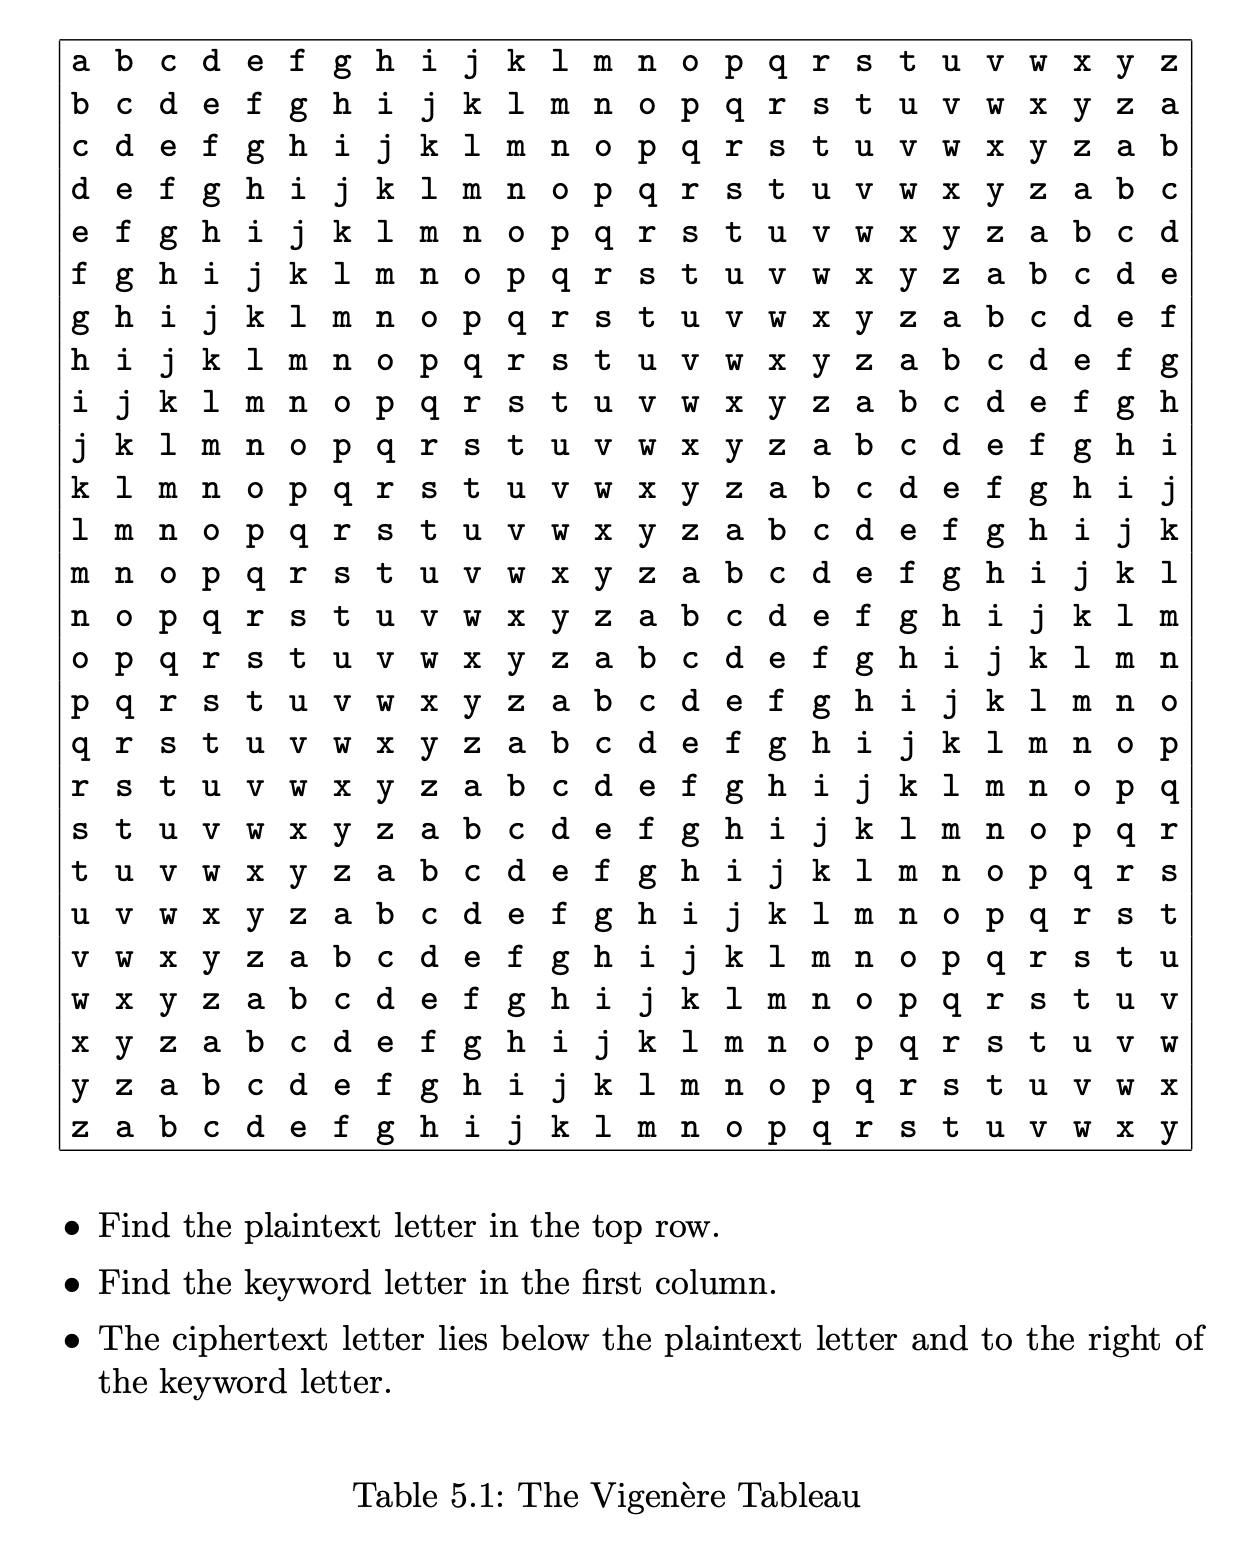 a b c d e f g h i j k l m n o p q r s t u v w x y z
b c d e f g h i j k l m n o p q r s t u v w x y z a
c d e f g h i j k l m n o p q r s t u v w x y z a b
d e f g h i j k l m n o p q r s t u v w x y z a b c
e f g h i j k l m n o p q r s t u v w x y z a b c d
f g h i j k l m n o p q r s t u v w x y z a b c d e
g h i j k l m n o p q r s t u v w x y z a b c d e f
h i j k l m n o p q r s t u v w x y z a b c d e f g
i j k l m n o p q r s t u v w x y z a b c d e f g h
j k l m n o p q r s t u v w x y z a b c d e f g h i
k l m n o p q r s t u v w x y z a b c d e f g h i j
l m n o p q r s t u v w x y z a b c d e f g h i j k
m n o p q r s t u v w x y z a b c d e f g h i j k l
n o p q r s t u v w x y z a b c d e f g h i j k l m
o p q r s t u v w x y z a b c d e f g h i j k l m n
p q r s t u v w x y z a b c d e f g h i j k l m n o
q r s t u v w x y z a b c d e f g h i j k l m n o p
r s t u v w x y z a b c d e f g h i j k l m n o p q
s t u v w x y z a b c d e f g h i j k l m n o p q r
t u v w x y z a b c d e f g h i j k l m n o p q r s
u v w x y z a b c d e f g h i j k l m n o p q r s t
v w x y z a b c d e f g h i j k l m n o p q r s t u
w x y z a b c d e f g h i j k l m n o p q r s t u v
x y z a b c d e f g h i j k l m n o p q r s t u v w
y z a b c d e f g h i j k l m n o p q r s t u v w x
z a b c d e f g h i j k l m n o p q r s t u v w x y
• Find the plaintext letter in the top row.
• Find the keyword letter in the first column.
• The ciphertext letter lies below the plaintext letter and to the right of
the keyword letter.
Table 5.1: The Vigenère Tableau